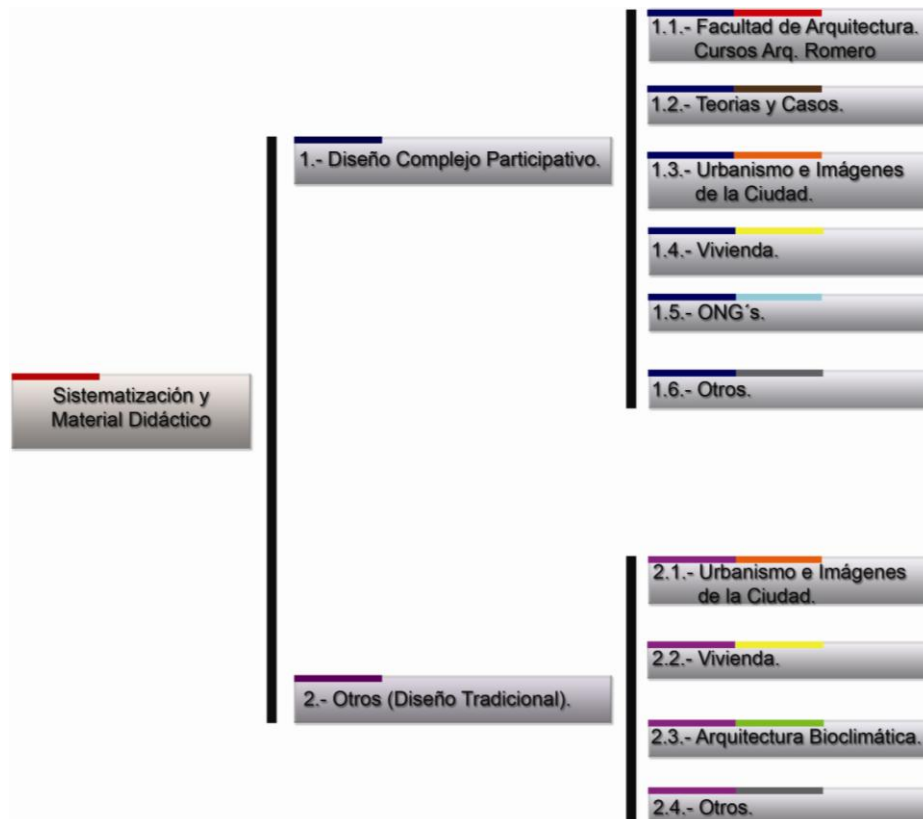 Sistematización y
Material Didáctico
1.- Diseño Complejo Participativo.
1.1.- Facultad de Arquitectura.
Cursos Arq. Romero
1.2.- Teorias y Casos.
1.3.- Urbanismo e Imágenes
de la Ciudad.
1.4.- Vivienda.
1.5.- ONG´s.
1.6.- Otros.
2.- Otros (Diseño Tradicional).
2.1.- Urbanismo e Imágenes
de la Ciudad.
2.2.- Vivienda.
2.3.- Arquitectura Bioclimática.
2.4.- Otros.